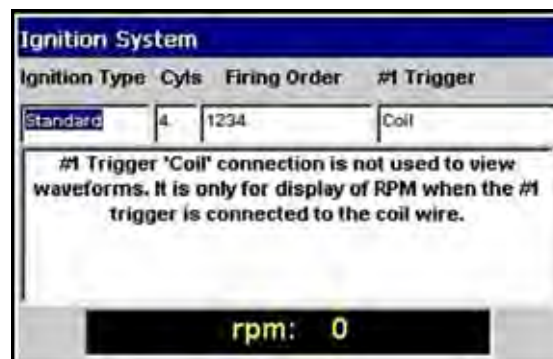 Ignition System
Ignition Type Cyls Firing Order #1 Trigger
Standard 4 1234 Coil
#1 Trigger 'Coil' connection is not used to view
waveforms. It is only for display of RPM when the #1
trigger is connected to the coil wire.
rpm: 0